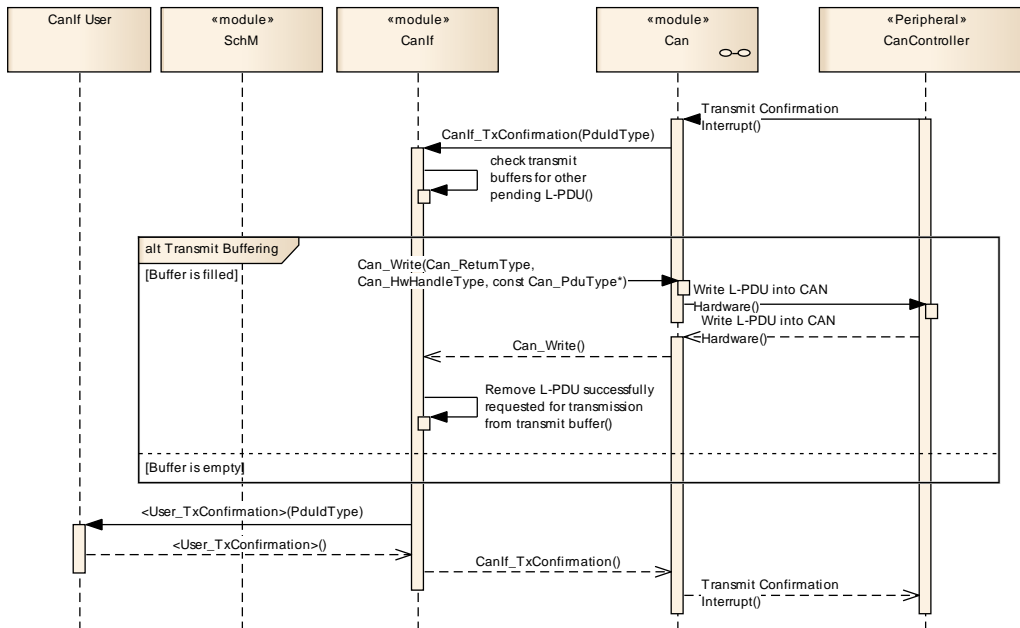 CanIf User
«module»
SchM
«module»
CanIf
«module»
Can
«Peripheral»
CanController
Transmit Confirmation
Interrupt()
CanIf_TxConfirmation(PduIdType)
check transmit
buffers for other
pending L-PDU()
alt Transmit Buffering
[Buffer is filled]
Can_Write(Can_ReturnType,
Can_HwHandleType, const Can_PduType*)
Write L-PDU into CAN
Hardware()
Write L-PDU into CAN
Hardware()
Can_Write()
Remove L-PDU successfully
requested for transmission
from transmit buffer()
[Buffer is empty]
<User_TxConfirmation>(PduIdType)
<User_TxConfirmation>()
CanIf_TxConfirmation()
Transmit Confirmation
Interrupt()